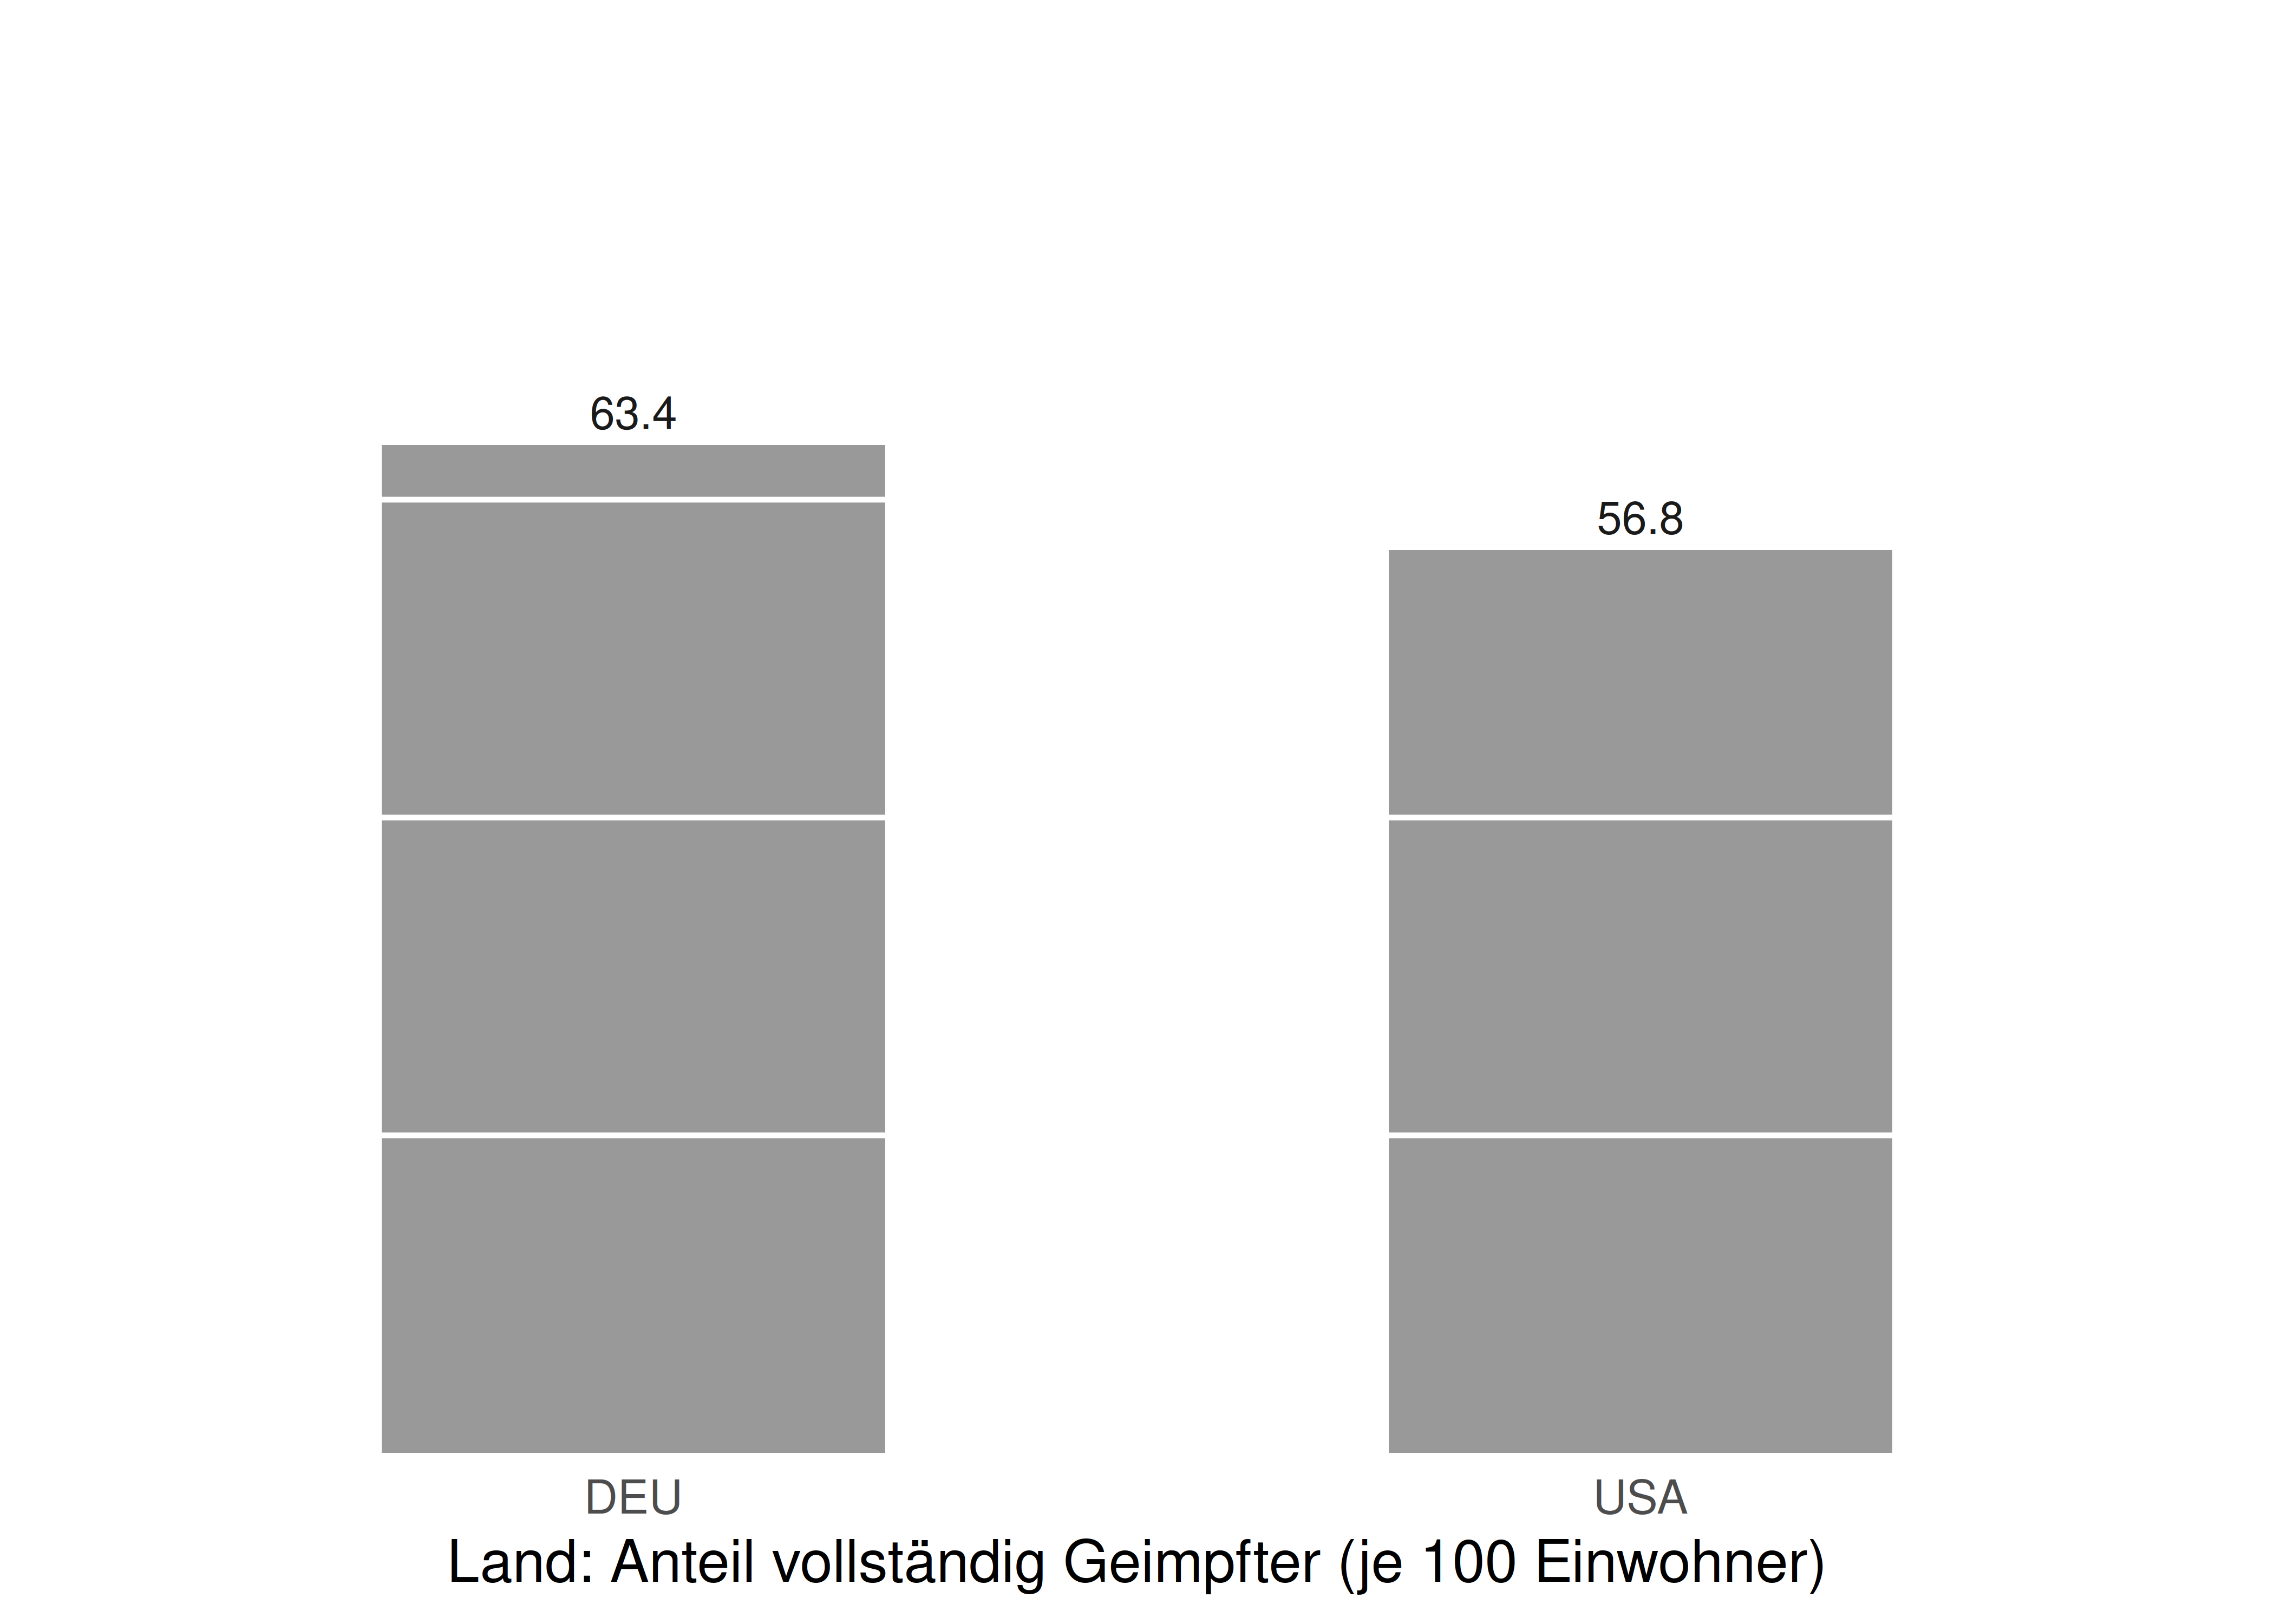 63.4
56.8
DEU
USA
Land: Anteil vollständig Geimpfter (je 100 Einwohner)